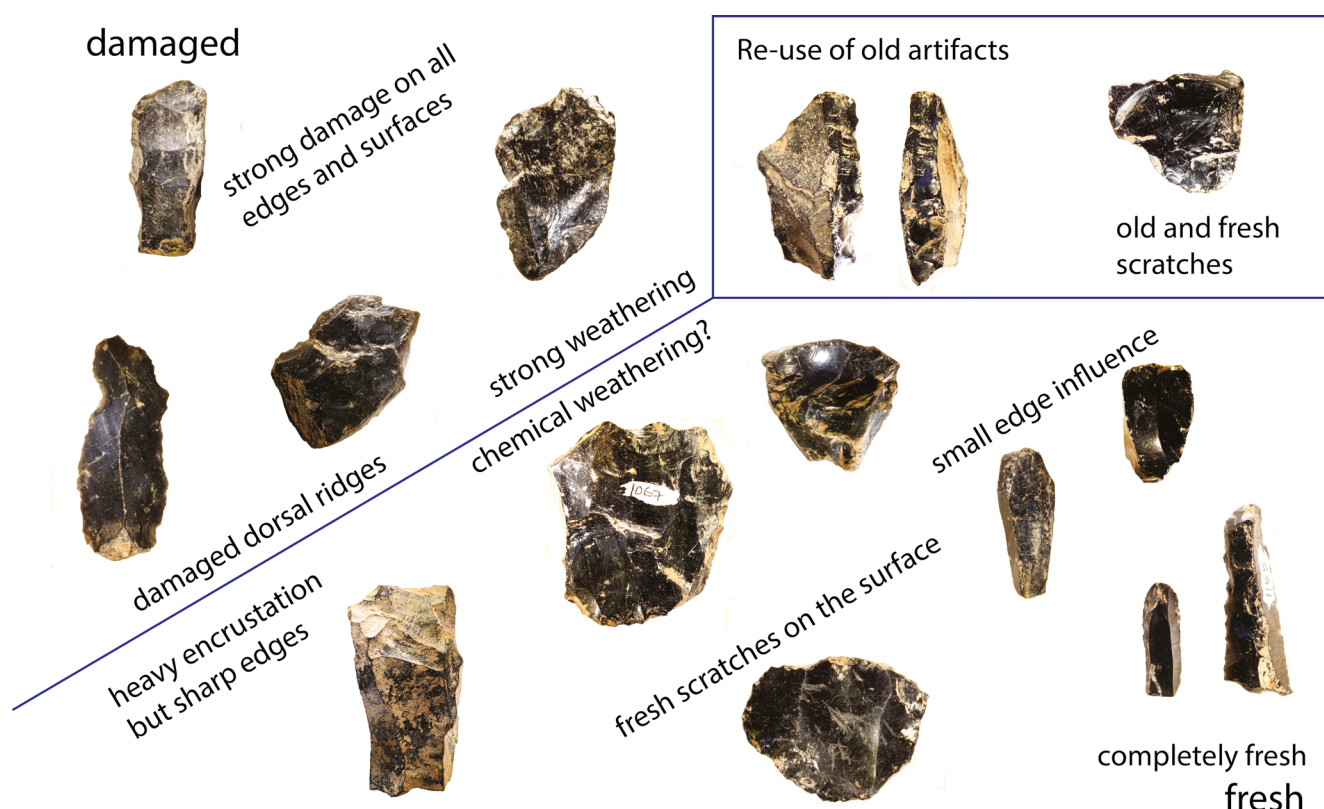 damaged
strong damage on all
edges and surfaces
Re-use of old artifacts
old and fresh
scratches
strong weathering
chemical weathering?
small edge influence
damaged dorsal ridges
1067
heavy encrustation
but sharp edges
fresh scratches on the surface
completely fresh
fresh